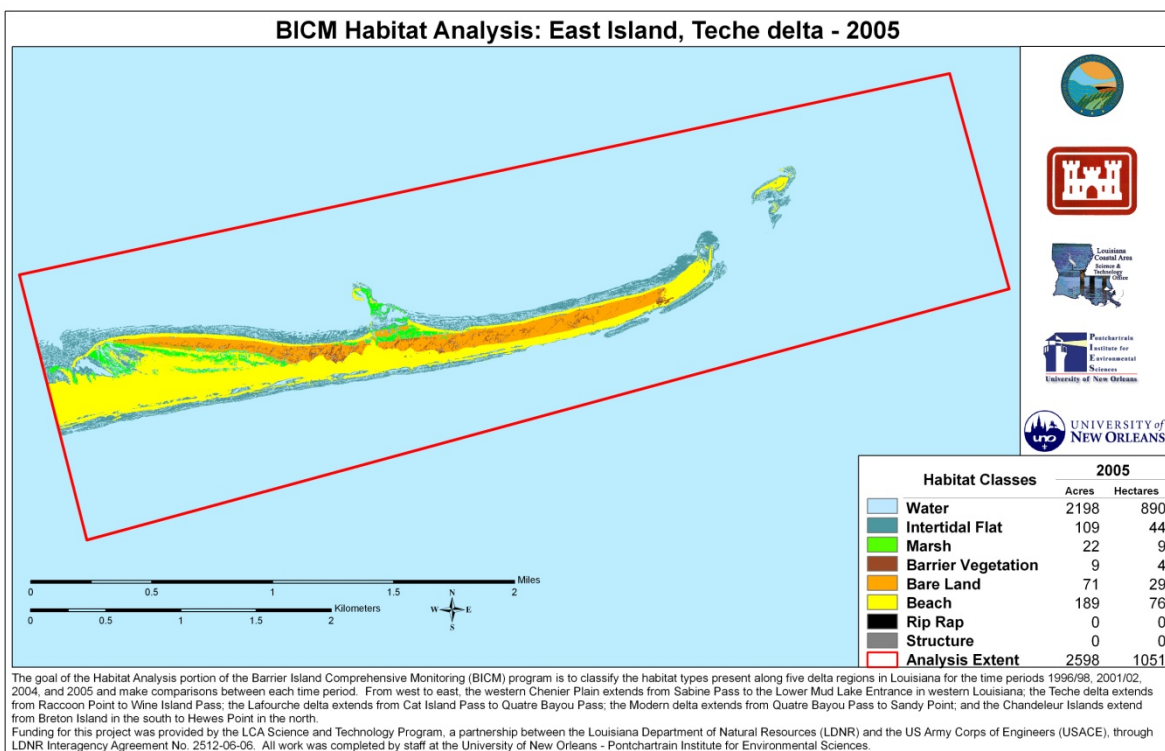 BICM Habitat Analysis: East Island, Teche delta - 2005
Louisiana
Coastal Area
Science &
Technology
Office
Pontchartrain
Institute for
Environmental
Sciences
University of New Orleans
uno
UNIVERSITY of
NEW ORLEANS
Habitat Classes 2005
Acres Hectares
Water 2198 890
Intertidal Flat 109 44
Marsh 22 9
Barrier Vegetation 9 4
Bare Land 71 29
Beach 189 76
Rip Rap 0 0
Structure 0 0
Analysis Extent 2598 1051
Miles
0 0.5 1 1.5 2
Kilometers
0 0.5 1 1.5 2
N
W E
S
The goal of the Habitat Analysis portion of the Barrier Island Comprehensive Monitoring (BICM) program is to classify the habitat types present along five delta regions in Louisiana for the time periods 1996/98, 2001/02,
2004, and 2005 and make comparisons between each time period. From west to east, the western Chenier Plain extends from Sabine Pass to the Lower Mud Lake Entrance in western Louisiana; the Teche delta extends
from Raccoon Point to Wine Island Pass; the Lafourche delta extends from Cat Island Pass to Quatre Bayou Pass; the Modern delta extends from Quatre Bayou Pass to Sandy Point; and the Chandeleur Islands extend
from Breton Island in the south to Hewes Point in the north.
Funding for this project was provided by the LCA Science and Technology Program, a partnership between the Louisiana Department of Natural Resources (LDNR) and the US Army Corps of Engineers (USACE), through
LDNR Interagency Agreement No. 2512-06-06. All work was completed by staff at the University of New Orleans - Pontchartrain Institute for Environmental Sciences.